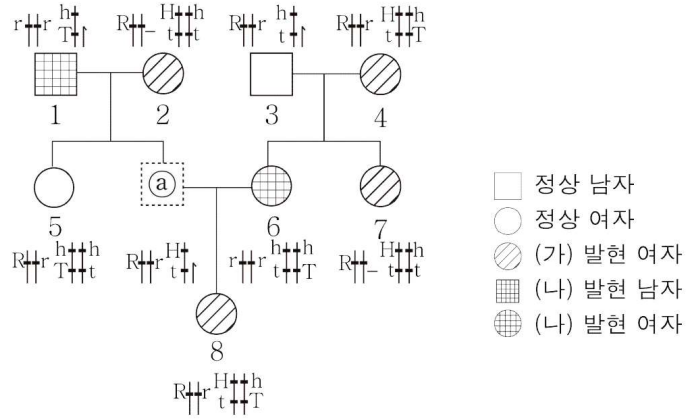 r r h T R - H h t t R r h t R r H h t T
1 2 3 4
ⓐ
5 6 7
정상 남자
정상 여자
(가) 발현 여자
(나) 발현 남자
(나) 발현 여자
R r h h T t R r H t r r h h t T R - H h t t
8
R r H h t T